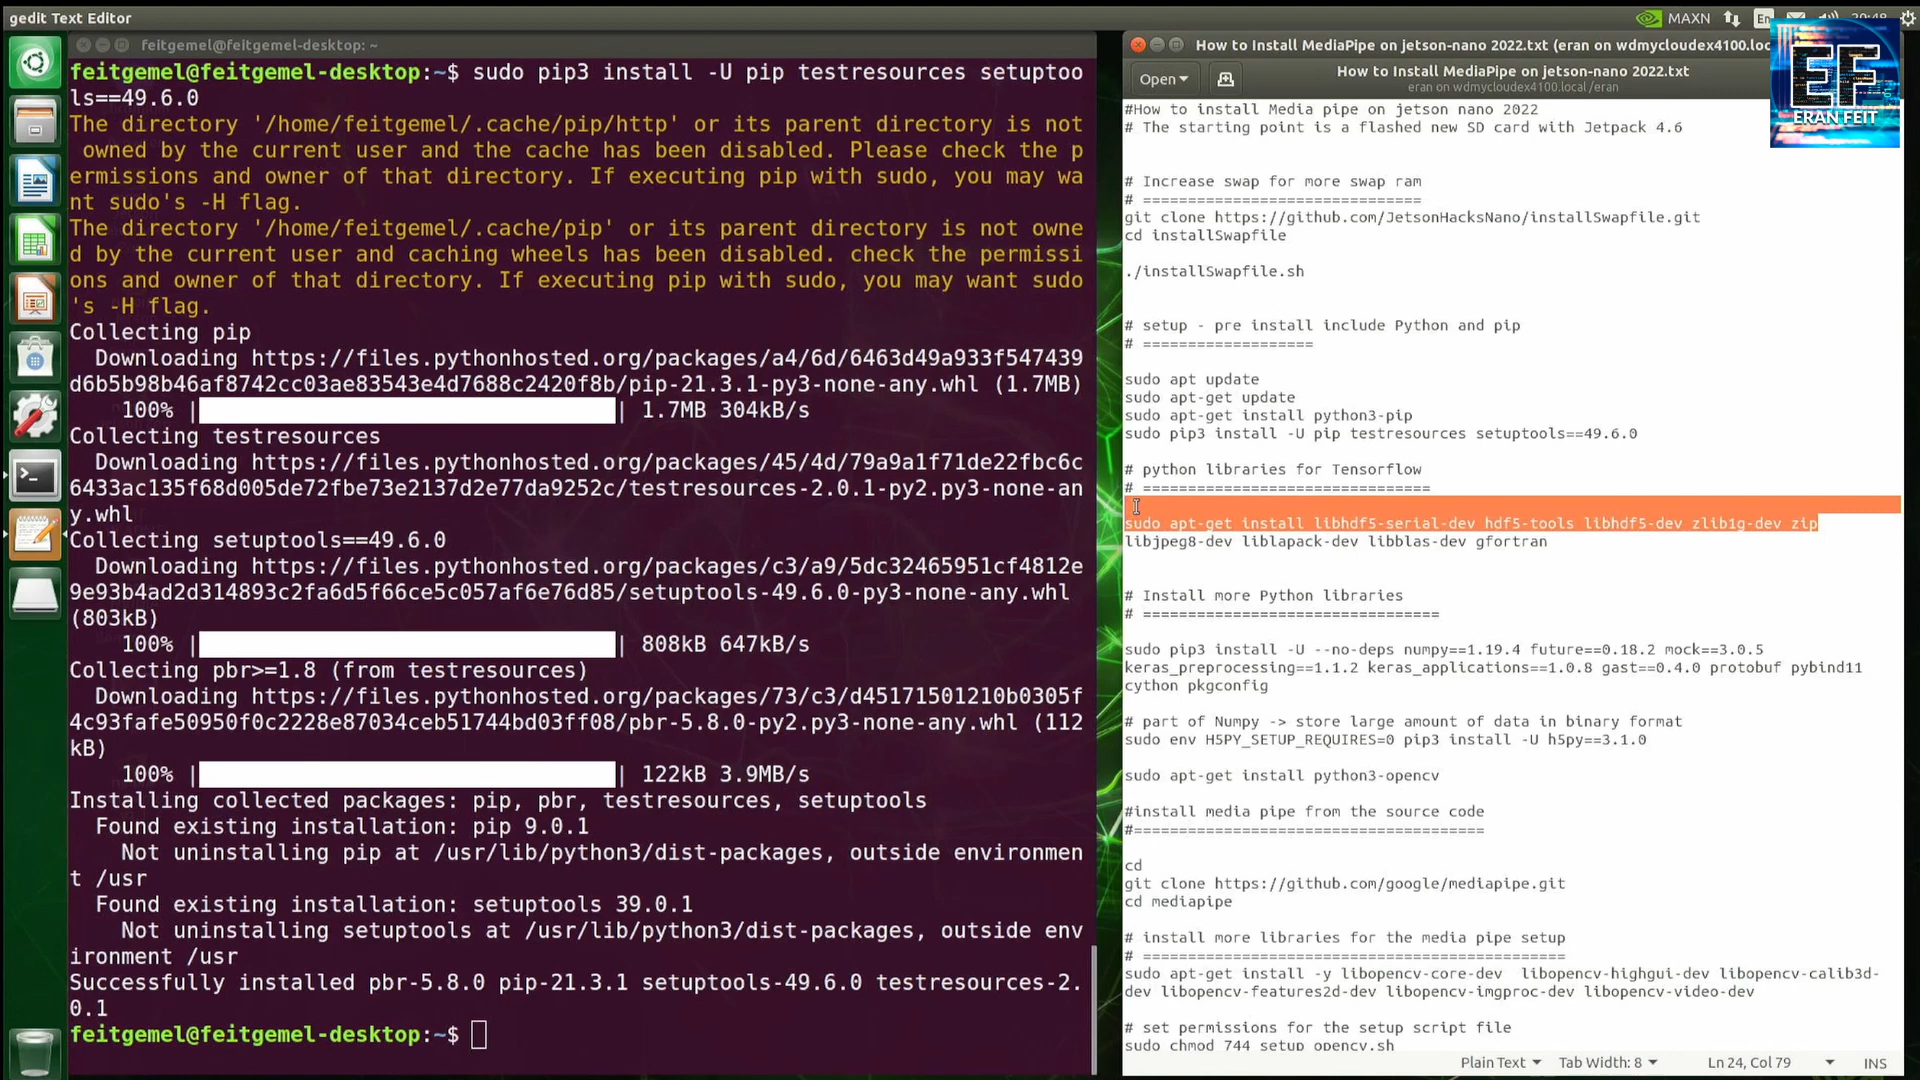 gedit Text Editor
MAXN
En
20:48
feitgemel@feitgemel-desktop: ~
feitgemel@feitgemel-desktop:~$ sudo pip3 install -U pip testresources setuptoo
ls==49.6.0
The directory '/home/feitgemel/.cache/pip/http' or its parent directory is not
 owned by the current user and the cache has been disabled. Please check the p
ermissions and owner of that directory. If executing pip with sudo, you may wa
nt sudo's -H flag.
The directory '/home/feitgemel/.cache/pip' or its parent directory is not owne
d by the current user and caching wheels has been disabled. check the permissi
ons and owner of that directory. If executing pip with sudo, you may want sudo
's -H flag.
Collecting pip
  Downloading https://files.pythonhosted.org/packages/a4/6d/6463d49a933f547439
d6b5b98b46af8742cc03ae83543e4d7688c2420f8b/pip-21.3.1-py3-none-any.whl (1.7MB)
    100% || 1.7MB 304kB/s
Collecting testresources
  Downloading https://files.pythonhosted.org/packages/45/4d/79a9a1f71de22fbc6c
6433ac135f68d005de72fbe73e2137d2e77da9252c/testresources-2.0.1-py2.py3-none-an
y.whl
Collecting setuptools==49.6.0
  Downloading https://files.pythonhosted.org/packages/c3/a9/5dc32465951cf4812e
9e93b4ad2d314893c2fa6d5f66ce5c057af6e76d85/setuptools-49.6.0-py3-none-any.whl
(803kB)
    100% || 808kB 647kB/s
Collecting pbr>=1.8 (from testresources)
  Downloading https://files.pythonhosted.org/packages/73/c3/d45171501210b0305f
4c93fafe50950f0c2228e87034ceb51744bd03ff08/pbr-5.8.0-py2.py3-none-any.whl (112
kB)
    100% || 122kB 3.9MB/s
Installing collected packages: pip, pbr, testresources, setuptools
  Found existing installation: pip 9.0.1
    Not uninstalling pip at /usr/lib/python3/dist-packages, outside environmen
t /usr
  Found existing installation: setuptools 39.0.1
    Not uninstalling setuptools at /usr/lib/python3/dist-packages, outside env
ironment /usr
Successfully installed pbr-5.8.0 pip-21.3.1 setuptools-49.6.0 testresources-2.
0.1
feitgemel@feitgemel-desktop:~$
How to Install MediaPipe on jetson-nano 2022.txt (eran on wdmycloudex4100.loc
Open
How to Install MediaPipe on jetson-nano 2022.txt
eran on wdmycloudex4100.local /eran
EF
ERAN FEIT
#How to install Media pipe on jetson nano 2022
# The starting point is a flashed new SD card with Jetpack 4.6
# Increase swap for more swap ram
# ===============================
git clone https://github.com/JetsonHacksNano/installSwapfile.git
cd installSwapfile
./installSwapfile.sh
# setup - pre install include Python and pip
# ===================
sudo apt update
sudo apt-get update
sudo apt-get install python3-pip
sudo pip3 install -U pip testresources setuptools==49.6.0
# python libraries for Tensorflow
# ================================
sudo apt-get install libhdf5-serial-dev hdf5-tools libhdf5-dev zlib1g-dev zip
libjpeg8-dev liblapack-dev libblas-dev gfortran
# Install more Python libraries
# =================================
sudo pip3 install -U --no-deps numpy==1.19.4 future==0.18.2 mock==3.0.5
keras_preprocessing==1.1.2 keras_applications==1.0.8 gast==0.4.0 protobuf pybind11
cython pkgconfig
# part of Numpy -> store large amount of data in binary format
sudo env H5PY_SETUP_REQUIRES=0 pip3 install -U h5py==3.1.0
sudo apt-get install python3-opencv
#install media pipe from the source code
#=======================================
cd
git clone https://github.com/google/mediapipe.git
cd mediapipe
# install more libraries for the media pipe setup
# ===============================================
sudo apt-get install -y libopencv-core-dev  libopencv-highgui-dev libopencv-calib3d-
dev libopencv-features2d-dev libopencv-imgproc-dev libopencv-video-dev
# set permissions for the setup script file
sudo chmod 744 setup_opencv.sh
Plain Text
Tab Width: 8
Ln 24, Col 79
INS